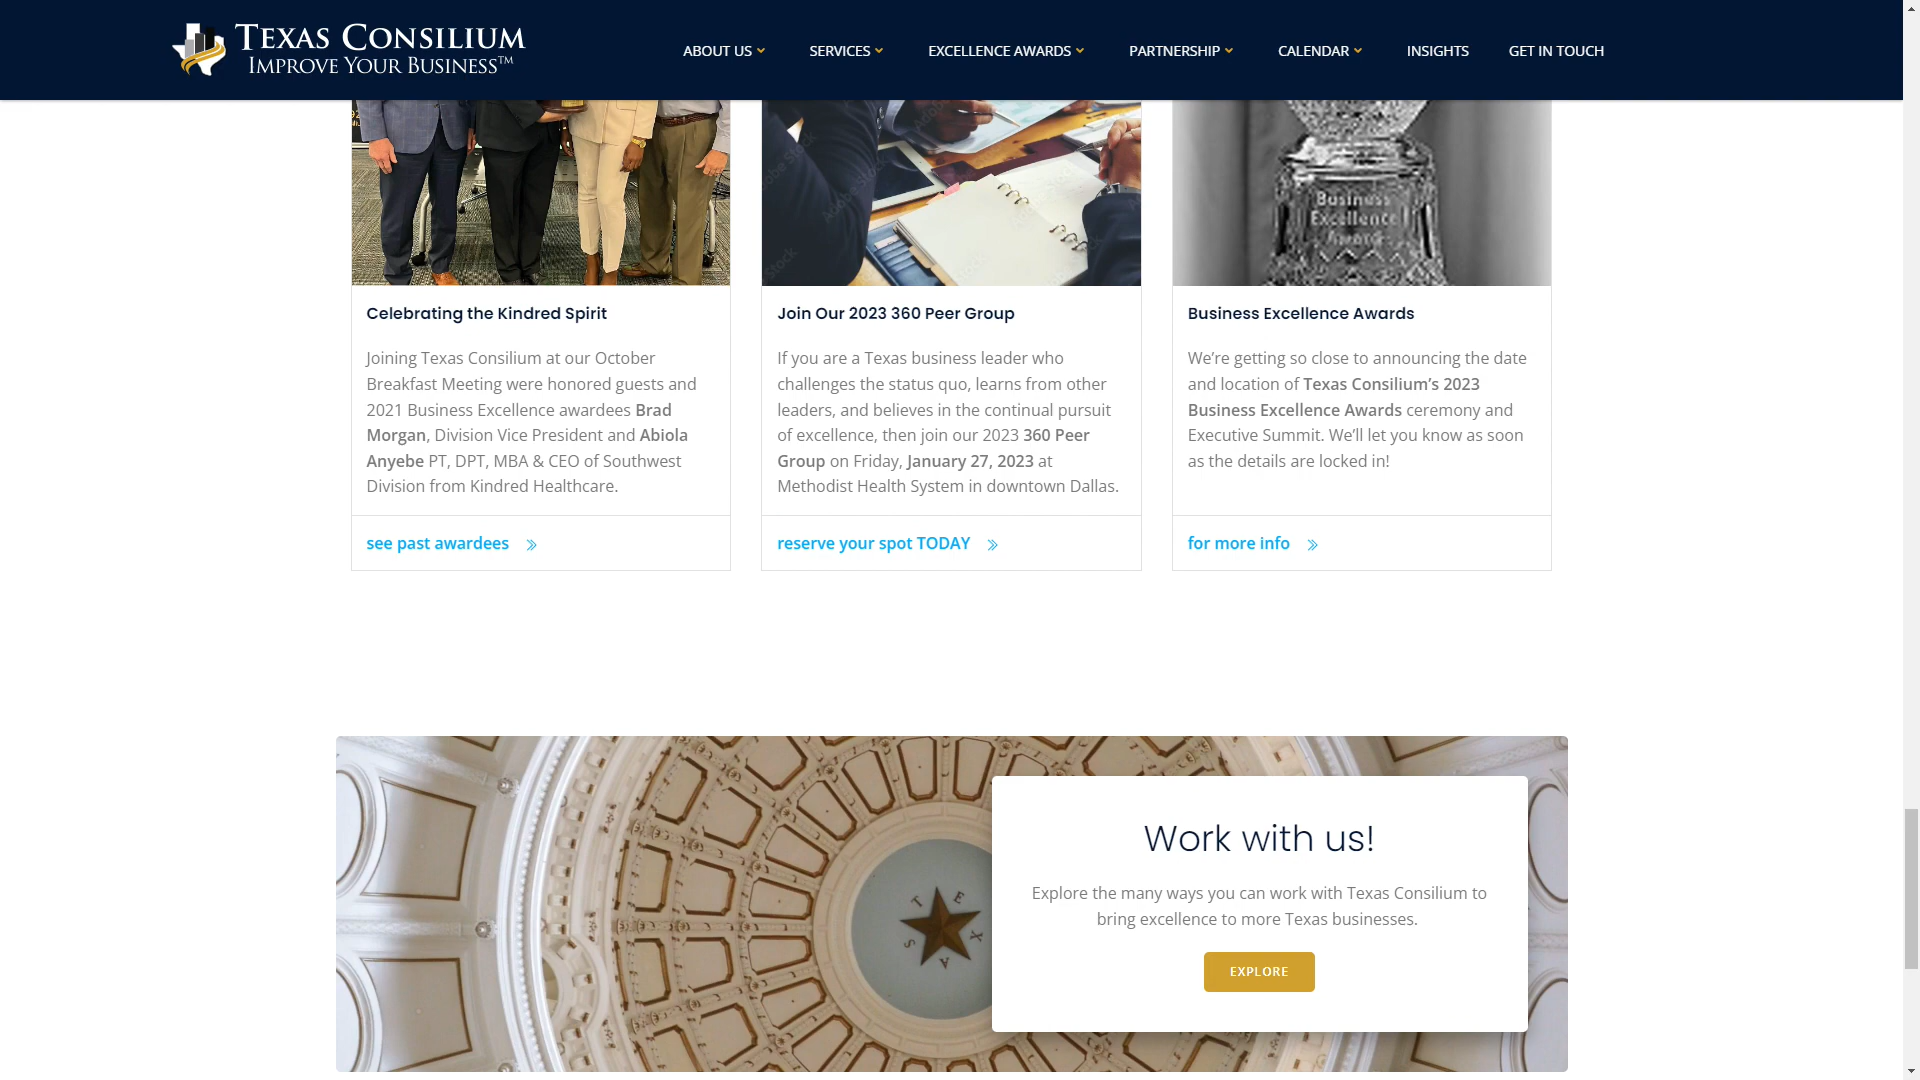 TEXAS CONSILIUM
IMPROVE YOUR BUSINESS™
ABOUT US
SERVICES
EXCELLENCE AWARDS
PARTNERSHIP
CALENDAR
INSIGHTS
GET IN TOUCH
Business
Excellence
Award
Celebrating the Kindred Spirit
Joining Texas Consilium at our October
Breakfast Meeting were honored guests and
2021 Business Excellence awardees Brad
Morgan, Division Vice President and Abiola
Anyebe PT, DPT, MBA & CEO of Southwest
Division from Kindred Healthcare.
see past awardees
Join Our 2023 360 Peer Group
If you are a Texas business leader who
challenges the status quo, learns from other
leaders, and believes in the continual pursuit
of excellence, then join our 2023 360 Peer
Group on Friday, January 27, 2023 at
Methodist Health System in downtown Dallas.
reserve your spot TODAY
Business Excellence Awards
We’re getting so close to announcing the date
and location of Texas Consilium’s 2023
Business Excellence Awards ceremony and
Executive Summit. We’ll let you know as soon
as the details are locked in!
for more info
TEXAS
Work with us!
Explore the many ways you can work with Texas Consilium to
bring excellence to more Texas businesses.
EXPLORE